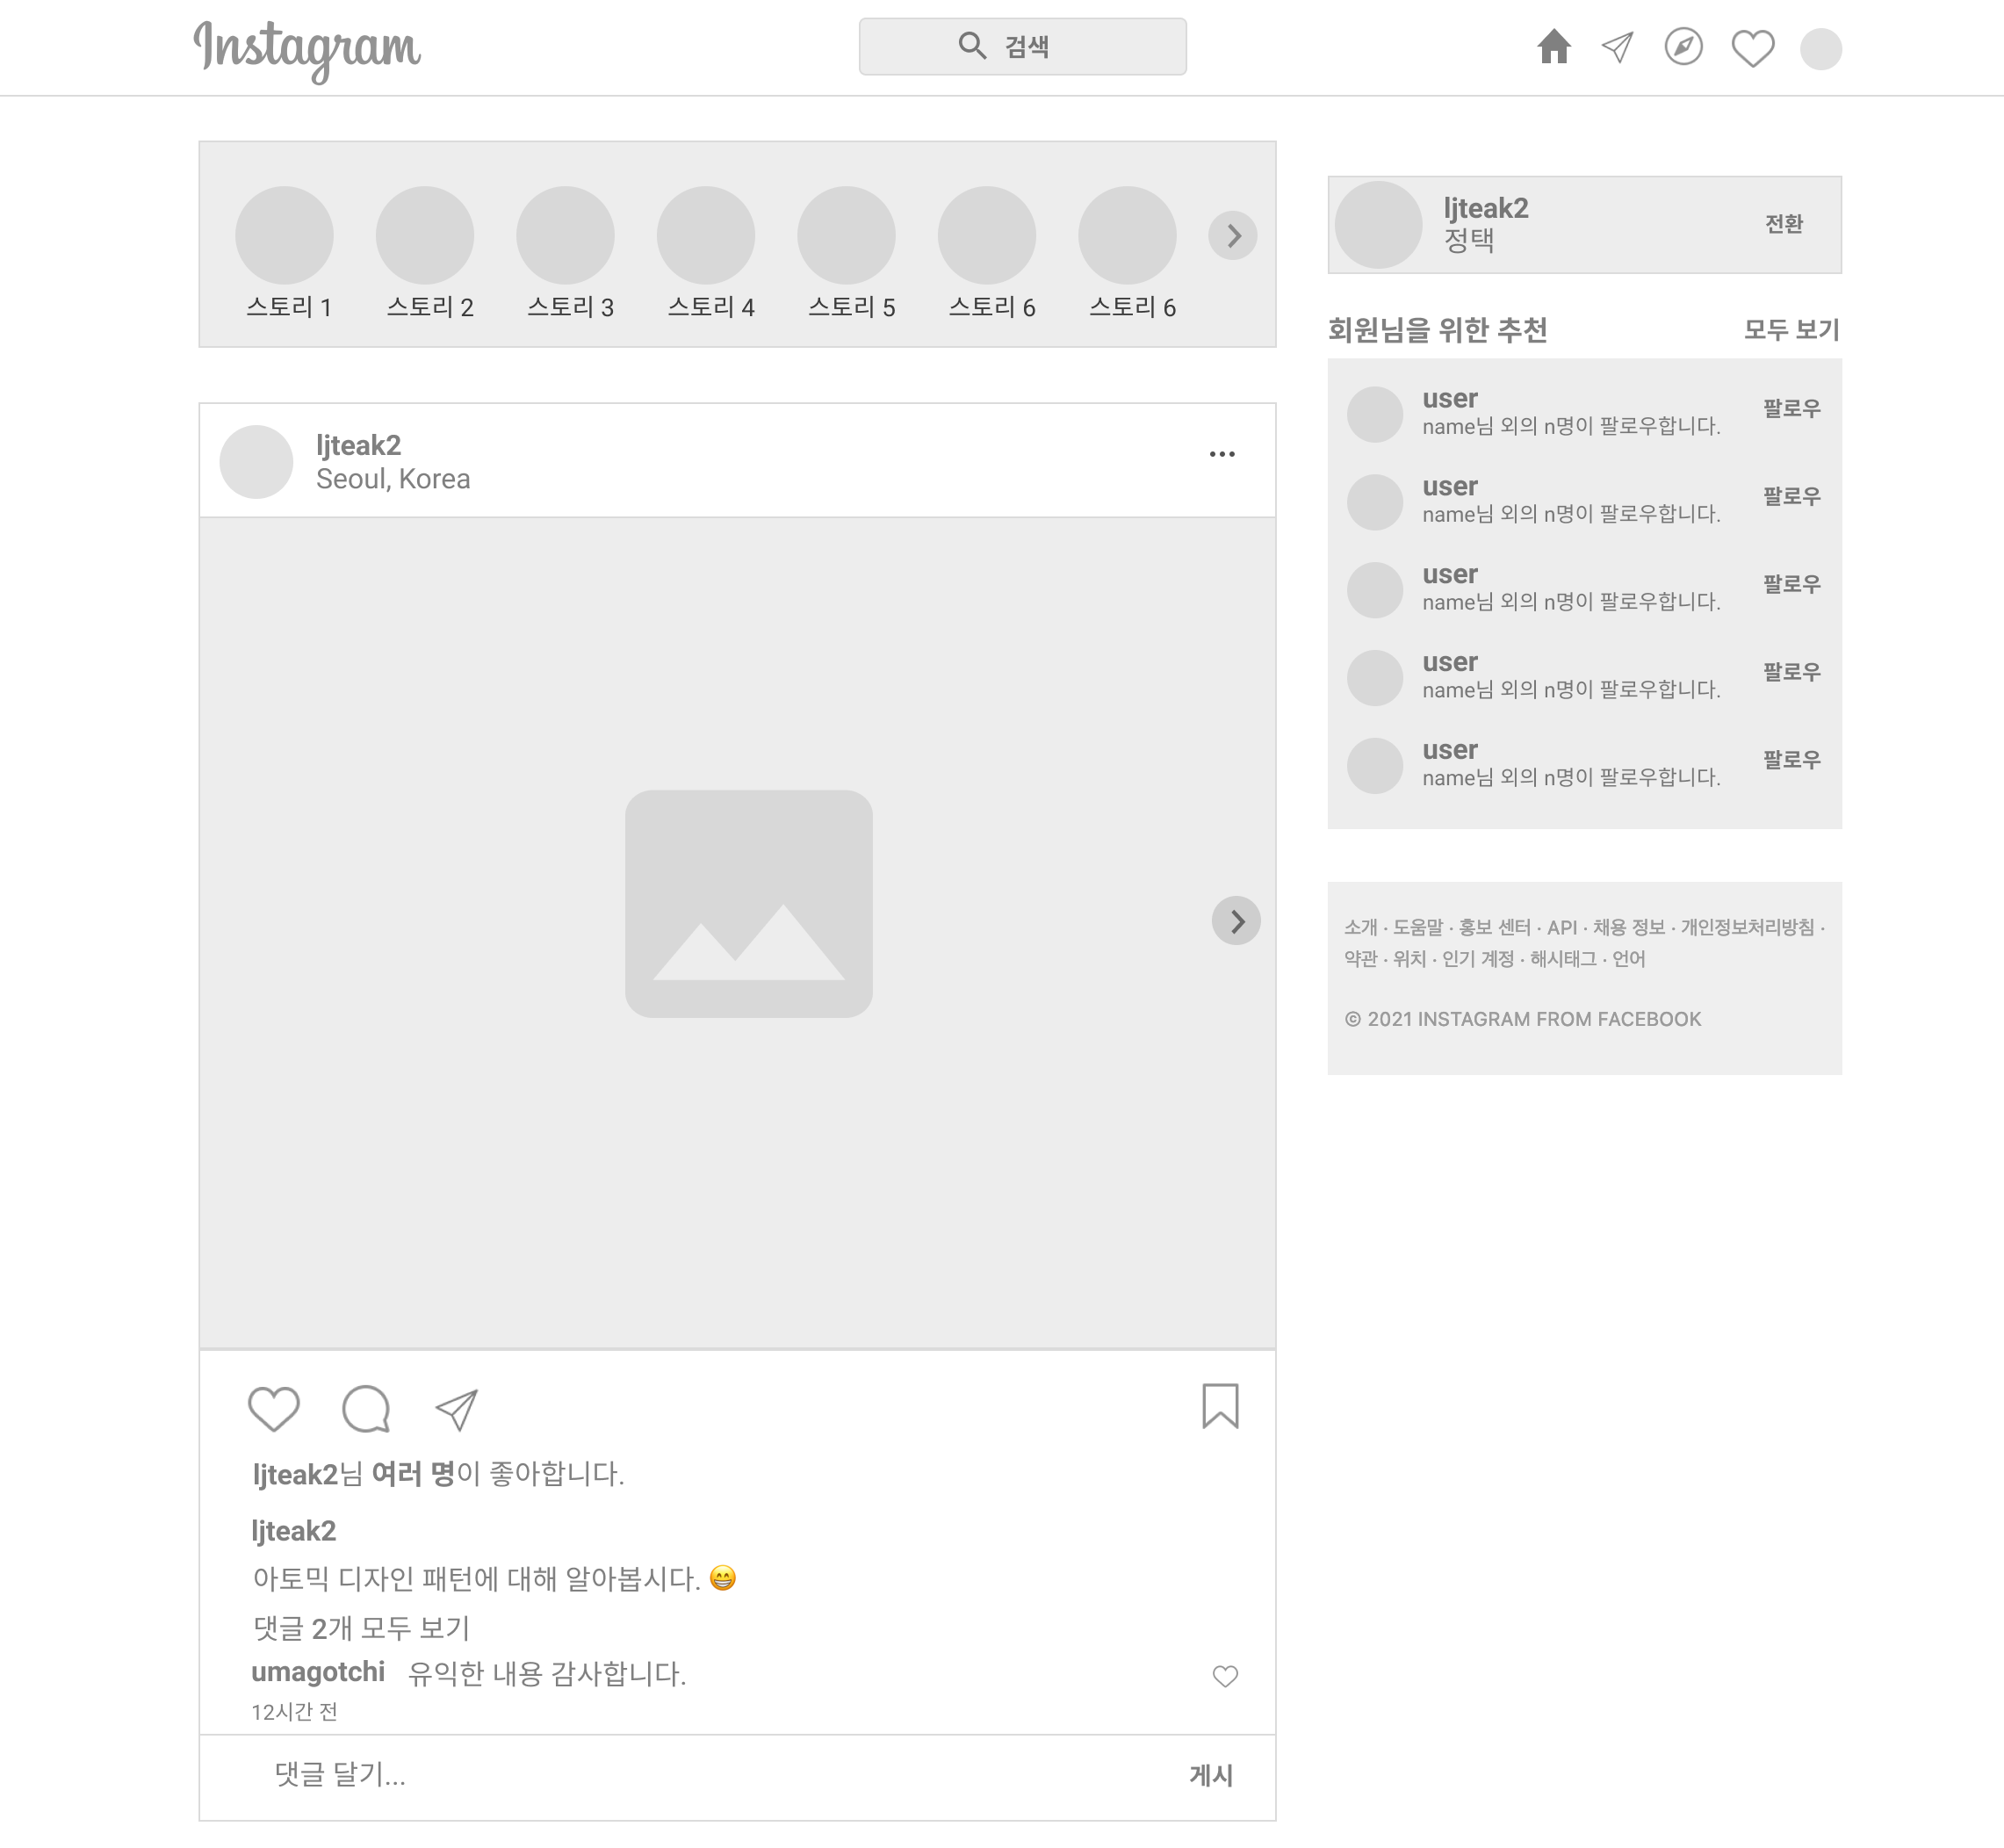 Instagram
검색
스토리 1
스토리 2
스토리 3
스토리 4
스토리 5
스토리 6
스토리 6
ljteak2
Seoul, Korea
ljteak2님 여러 명이 좋아합니다.
ljteak2
아토믹 디자인 패턴에 대해 알아봅시다. 😁
댓글 2개 모두 보기
umagotchi 유익한 내용 감사합니다.
12시간 전
댓글 달기...
게시
ljteak2
정택
전환
회원님을 위한 추천
모두 보기
user
name님 외의 n명이 팔로우합니다.
팔로우
user
name님 외의 n명이 팔로우합니다.
팔로우
user
name님 외의 n명이 팔로우합니다.
팔로우
user
name님 외의 n명이 팔로우합니다.
팔로우
user
name님 외의 n명이 팔로우합니다.
팔로우
소개 · 도움말 · 홍보 센터 · API · 채용 정보 · 개인정보처리방침 ·
약관 · 위치 · 인기 계정 · 해시태그 · 언어
© 2021 INSTAGRAM FROM FACEBOOK